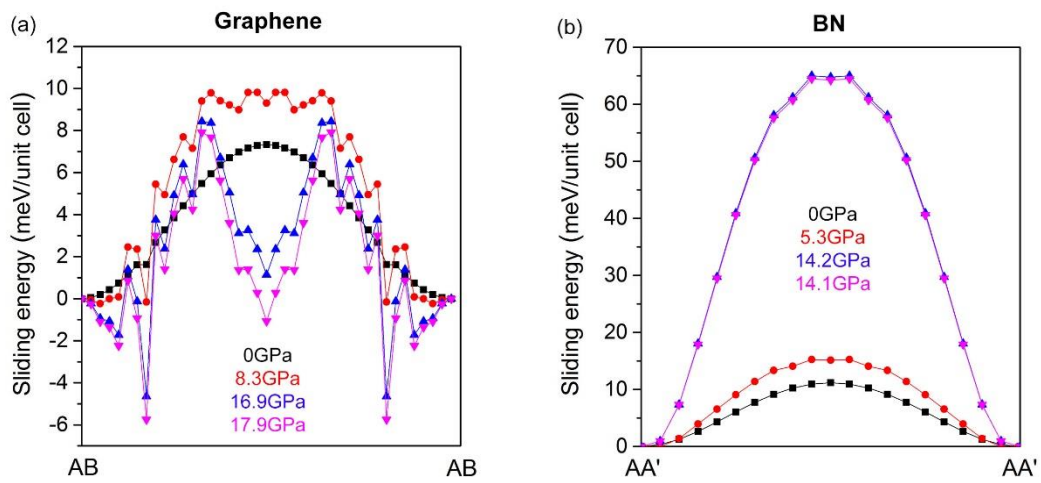 (a)
Graphene
Sliding energy (meV/unit cell)
12
10
8
6
4
2
0
-2
-4
-6
0GPa
8.3GPa
16.9GPa
17.9GPa
AB
AB
(b)
BN
Sliding energy (meV/unit cell)
70
60
50
40
30
20
10
0
0GPa
5.3GPa
14.2GPa
14.1GPa
AA'
AA'